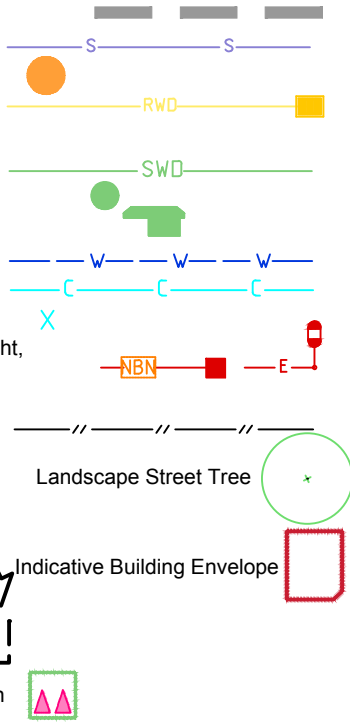 S S
RWD
SWD
W W W
C C C
X
ht,
NBN E
Landscape Street Tree
Indicative Building Envelope
n